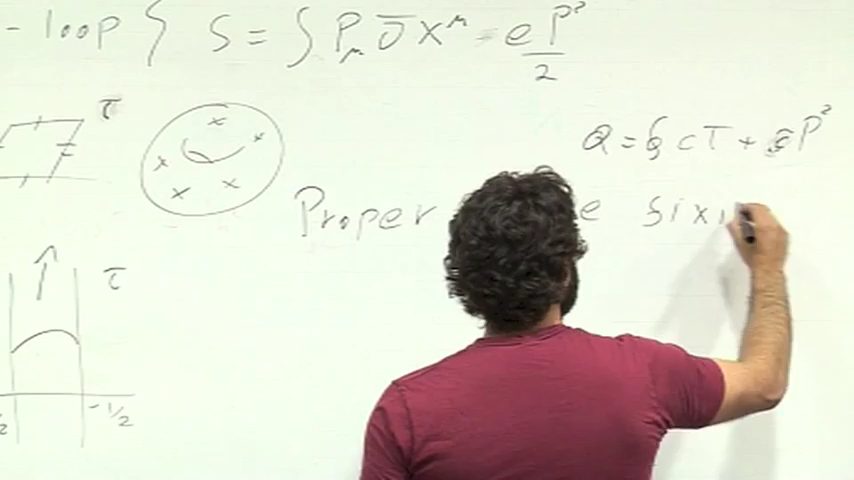 - loop } S = ∫ P_μ ∂̄ X^μ - e P²/2
τ
Q = ∮ c T + c̃ P²
Proper e six
τ
-1/2